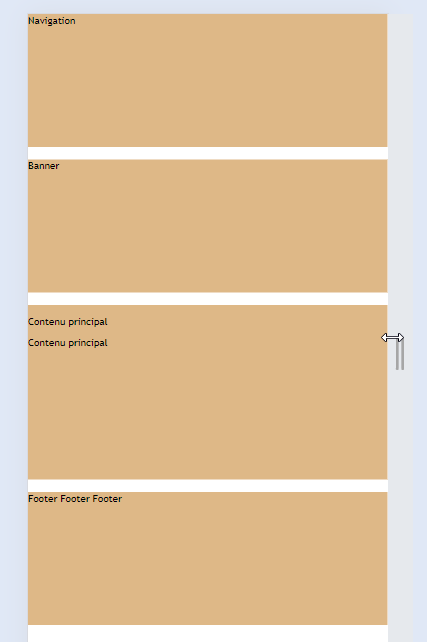 Navigation
Banner
Contenu principal
Contenu principal
Footer Footer Footer